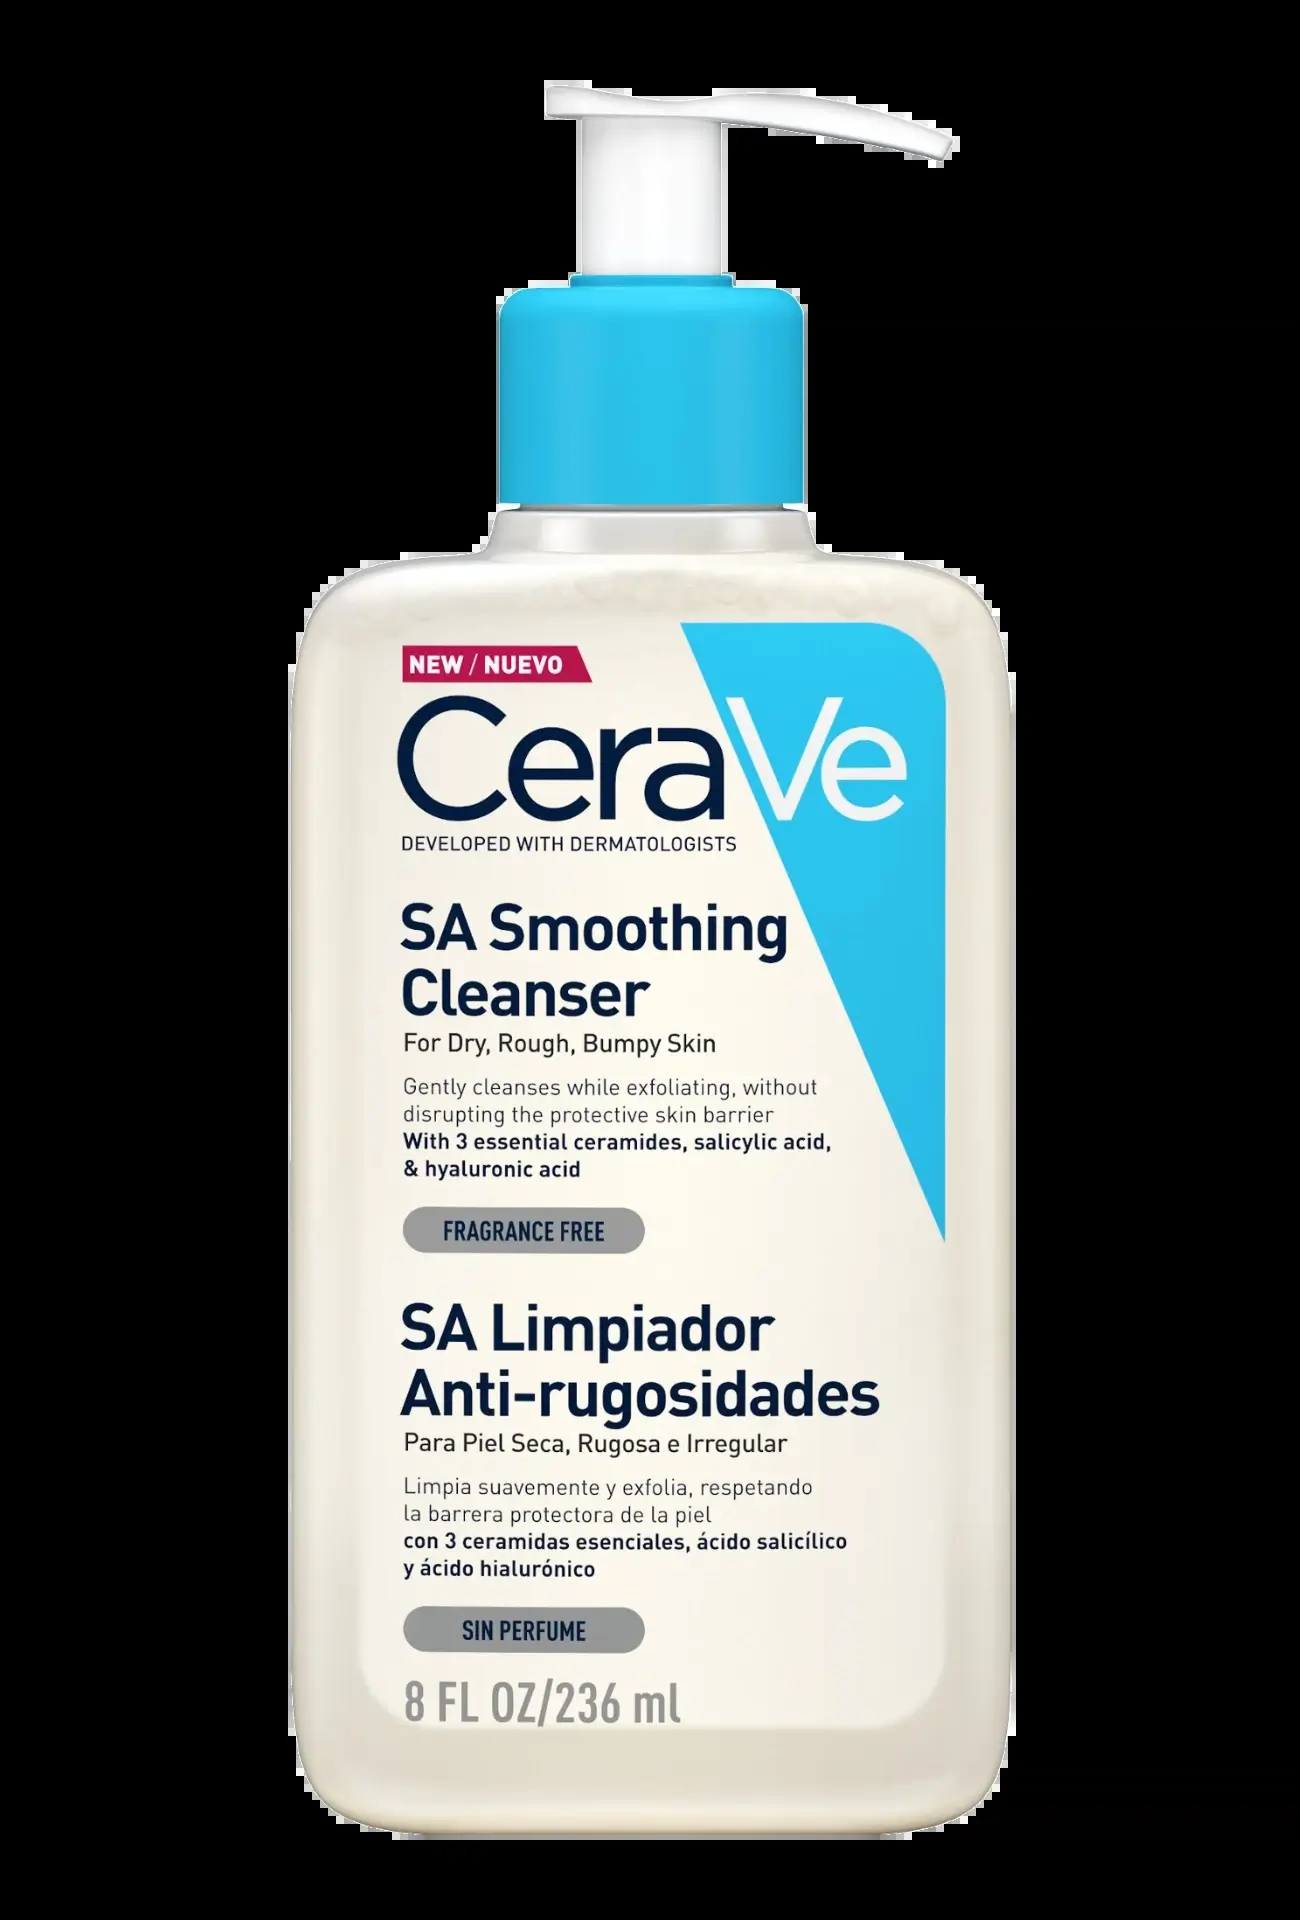 NEW / NUEVO
CeraVe
DEVELOPED WITH DERMATOLOGISTS
SA Smoothing
Cleanser
For Dry, Rough, Bumpy Skin
Gently cleanses while exfoliating, without
disrupting the protective skin barrier
With 3 essential ceramides, salicylic acid,
& hyaluronic acid
FRAGRANCE FREE
SA Limpiador
Anti-rugosidades
Para Piel Seca, Rugosa e Irregular
Limpia suavemente y exfolia, respetando
la barrera protectora de la piel
con 3 ceramidas esenciales, ácido salicílico
y ácido hialurónico
SIN PERFUME
8 FL OZ/236 ml